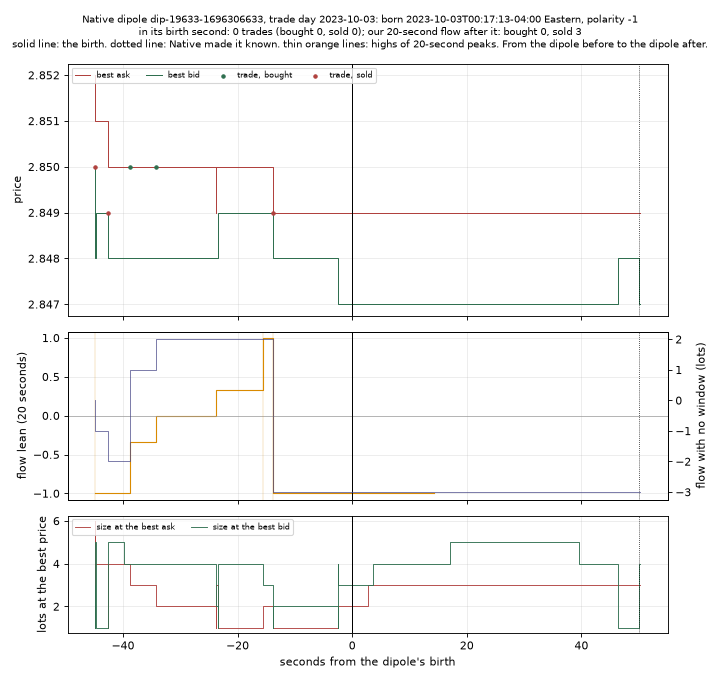 Native dipole dip-19633-1696306633, trade day 2023-10-03: born 2023-10-03T00:17:13-04:00 Eastern, polarity -1
in its birth second: 0 trades (bought 0, sold 0); our 20-second flow after it: bought 0, sold 3
solid line: the birth. dotted line: Native made it known. thin orange lines: highs of 20-second peaks. From the dipole before to the dipole after.
best ask best bid trade, bought trade, sold
2.852
2.851
2.850
2.849
2.848
2.847
price
1.0
0.5
0.0
−0.5
−1.0
flow lean (20 seconds)
2
1
0
−1
−2
−3
flow with no window (lots)
size at the best ask size at the best bid
6
4
2
lots at the best price
−40 −20 0 20 40
seconds from the dipole's birth